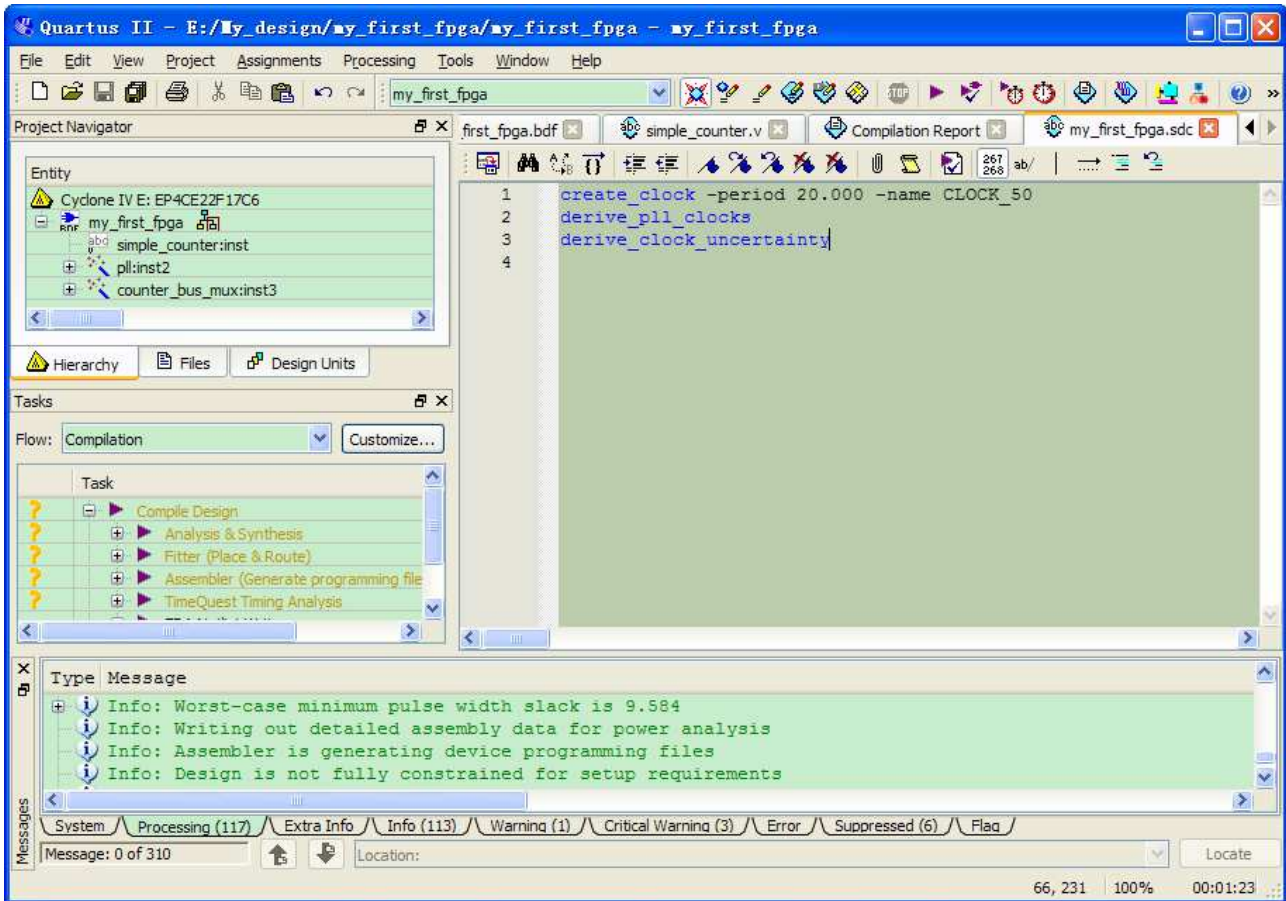 Quartus II - E:/My_design/my_first_fpga/my_first_fpga - my_first_fpga
File Edit View Project Assignments Processing Tools Window Help
my_first_fpga
STOP
»
Project Navigator
Entity
Cyclone IV E: EP4CE22F17C6
my_first_fpga
simple_counter:inst
pll:inst2
counter_bus_mux:inst3
Hierarchy Files Design Units
Tasks
Flow: Compilation Customize...
Task
Compile Design
Analysis & Synthesis
Fitter (Place & Route)
Assembler (Generate programming file
TimeQuest Timing Analysis
first_fpga.bdf simple_counter.v Compilation Report my_first_fpga.sdc
267 268 ab/
1 create_clock -period 20.000 -name CLOCK_50
2 derive_pll_clocks
3 derive_clock_uncertainty
4
Type Message
Info: Worst-case minimum pulse width slack is 9.584
Info: Writing out detailed assembly data for power analysis
Info: Assembler is generating device programming files
Info: Design is not fully constrained for setup requirements
System Processing (117) Extra Info Info (113) Warning (1) Critical Warning (3) Error Suppressed (6) Flag
Messages
Message: 0 of 310 Location: Locate
66, 231 100% 00:01:23